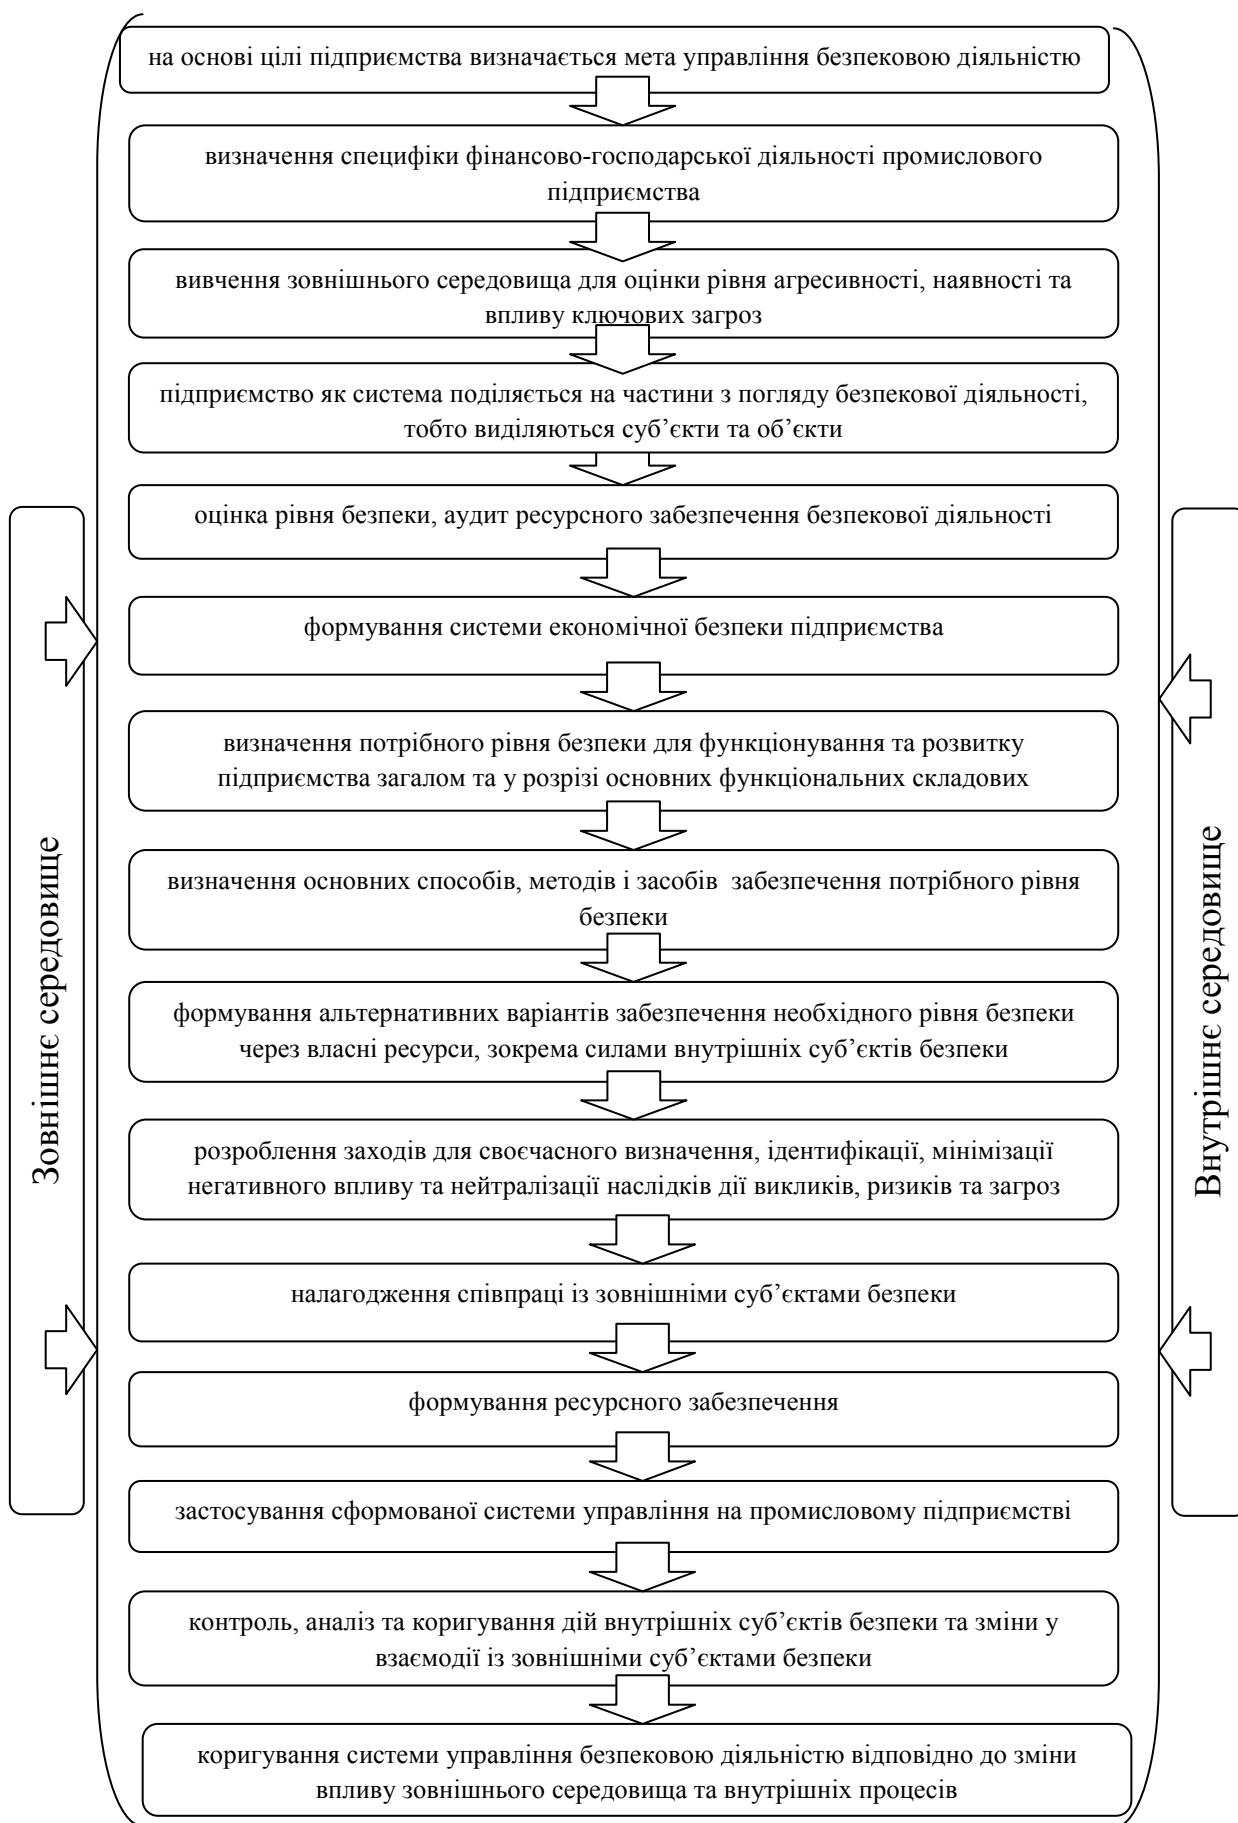 на основі цілі підприємства визначається мета управління безпековою діяльністю
визначення специфіки фінансово-господарської діяльності промислового
підприємства
вивчення зовнішнього середовища для оцінки рівня агресивності, наявності та
впливу ключових загроз
підприємство як система поділяється на частини з погляду безпекової діяльності,
тобто виділяються суб’єкти та об’єкти
оцінка рівня безпеки, аудит ресурсного забезпечення безпекової діяльності
формування системи економічної безпеки підприємства
визначення потрібного рівня безпеки для функціонування та розвитку
підприємства загалом та у розрізі основних функціональних складових
визначення основних способів, методів і засобів  забезпечення потрібного рівня
безпеки
формування альтернативних варіантів забезпечення необхідного рівня безпеки
через власні ресурси, зокрема силами внутрішніх суб’єктів безпеки
розроблення заходів для своєчасного визначення, ідентифікації, мінімізації
негативного впливу та нейтралізації наслідків дії викликів, ризиків та загроз
налагодження співпраці із зовнішніми суб’єктами безпеки
формування ресурсного забезпечення
застосування сформованої системи управління на промисловому підприємстві
контроль, аналіз та коригування дій внутрішніх суб’єктів безпеки та зміни у
взаємодії із зовнішніми суб’єктами безпеки
коригування системи управління безпековою діяльністю відповідно до зміни
впливу зовнішнього середовища та внутрішніх процесів
Зовнішнє середовище
Внутрішнє середовище